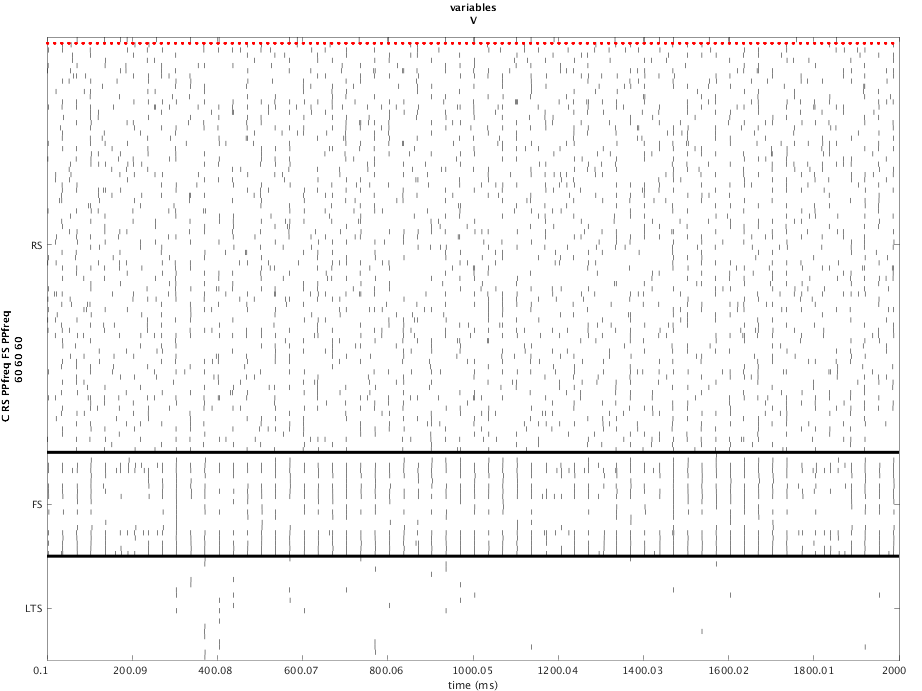 variables
V
C RS PPfreq FS PPfreq
60 60 60
RS
FS
LTS
0.1 200.09 400.08 600.07 800.06 1000.05 1200.04 1400.03 1600.02 1800.01 2000
time (ms)